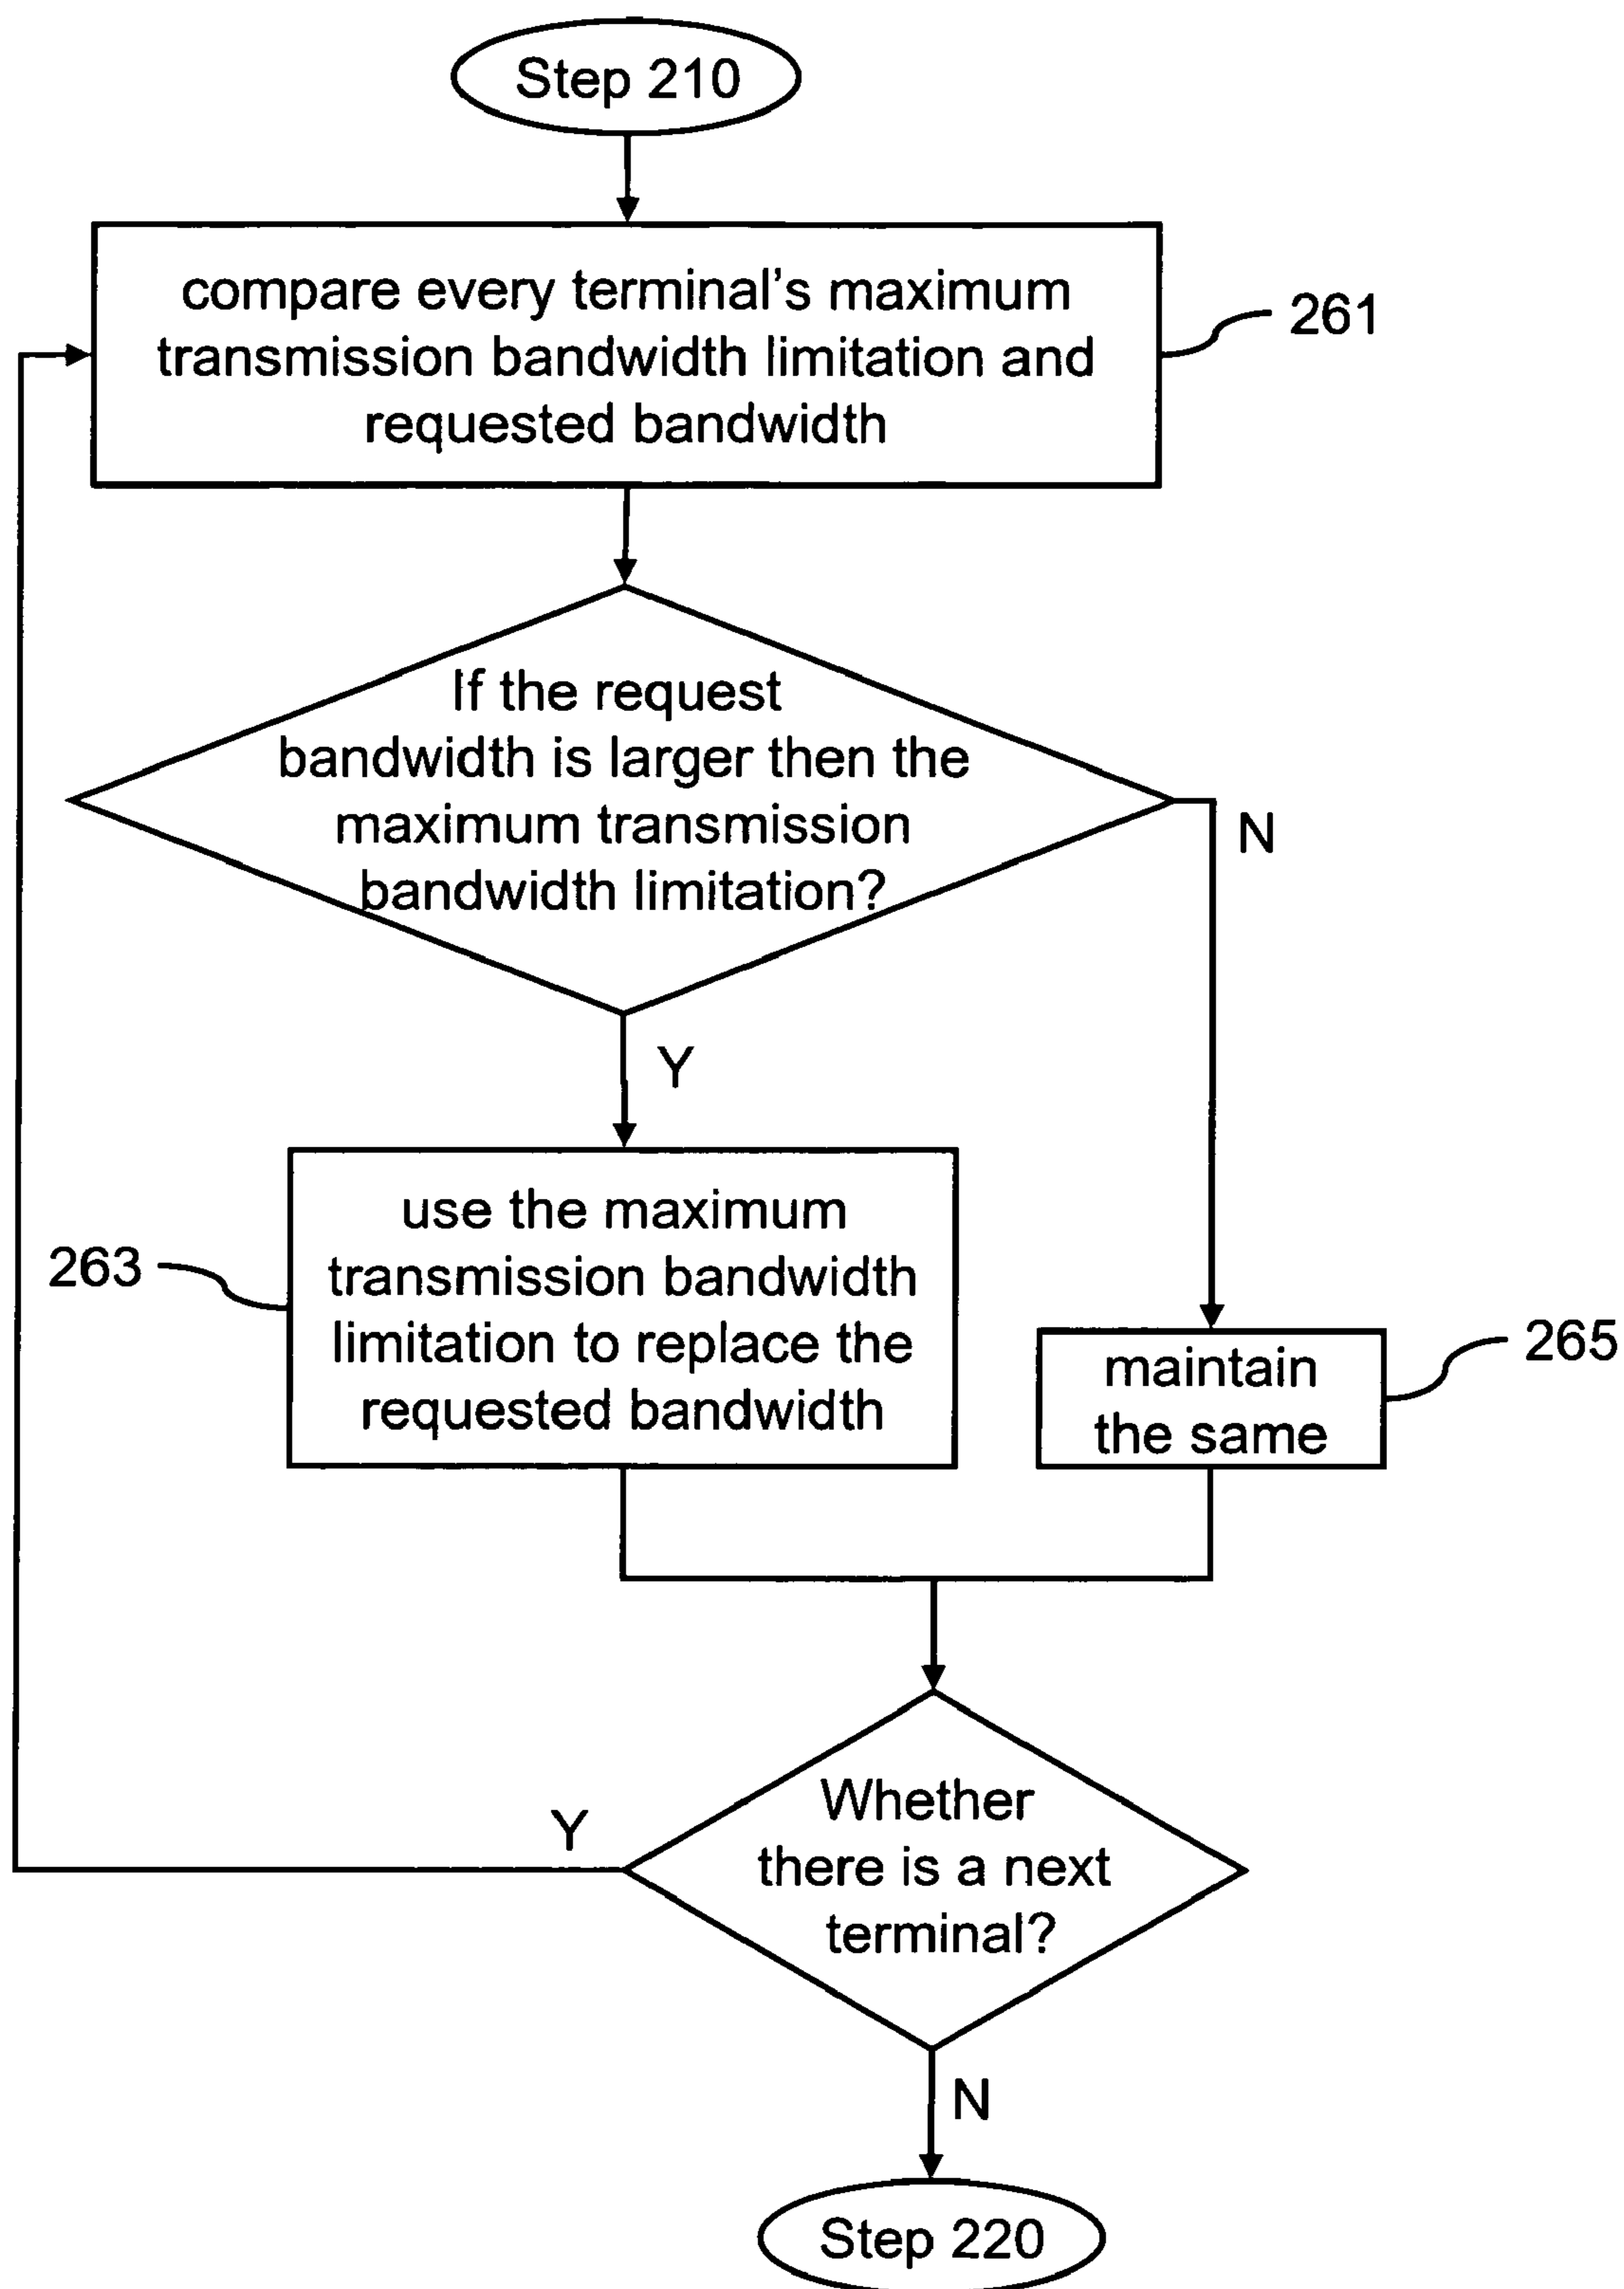 Step 210
compare every terminal's maximum
transmission bandwidth limitation and
requested bandwidth
261
If the request
bandwidth is larger then the
maximum transmission
bandwidth limitation?
N
Y
use the maximum
transmission bandwidth
limitation to replace the
requested bandwidth
263
maintain
the same
265
Whether
there is a next
terminal?
Y
N
Step 220